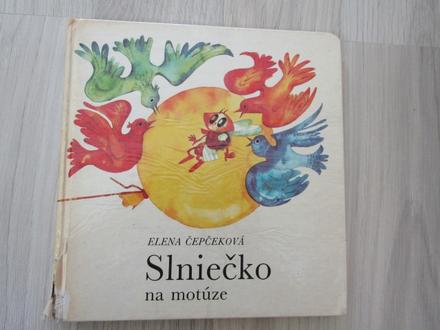 ELENA ČEPČEKOVÁ
Slniečko
na motúze